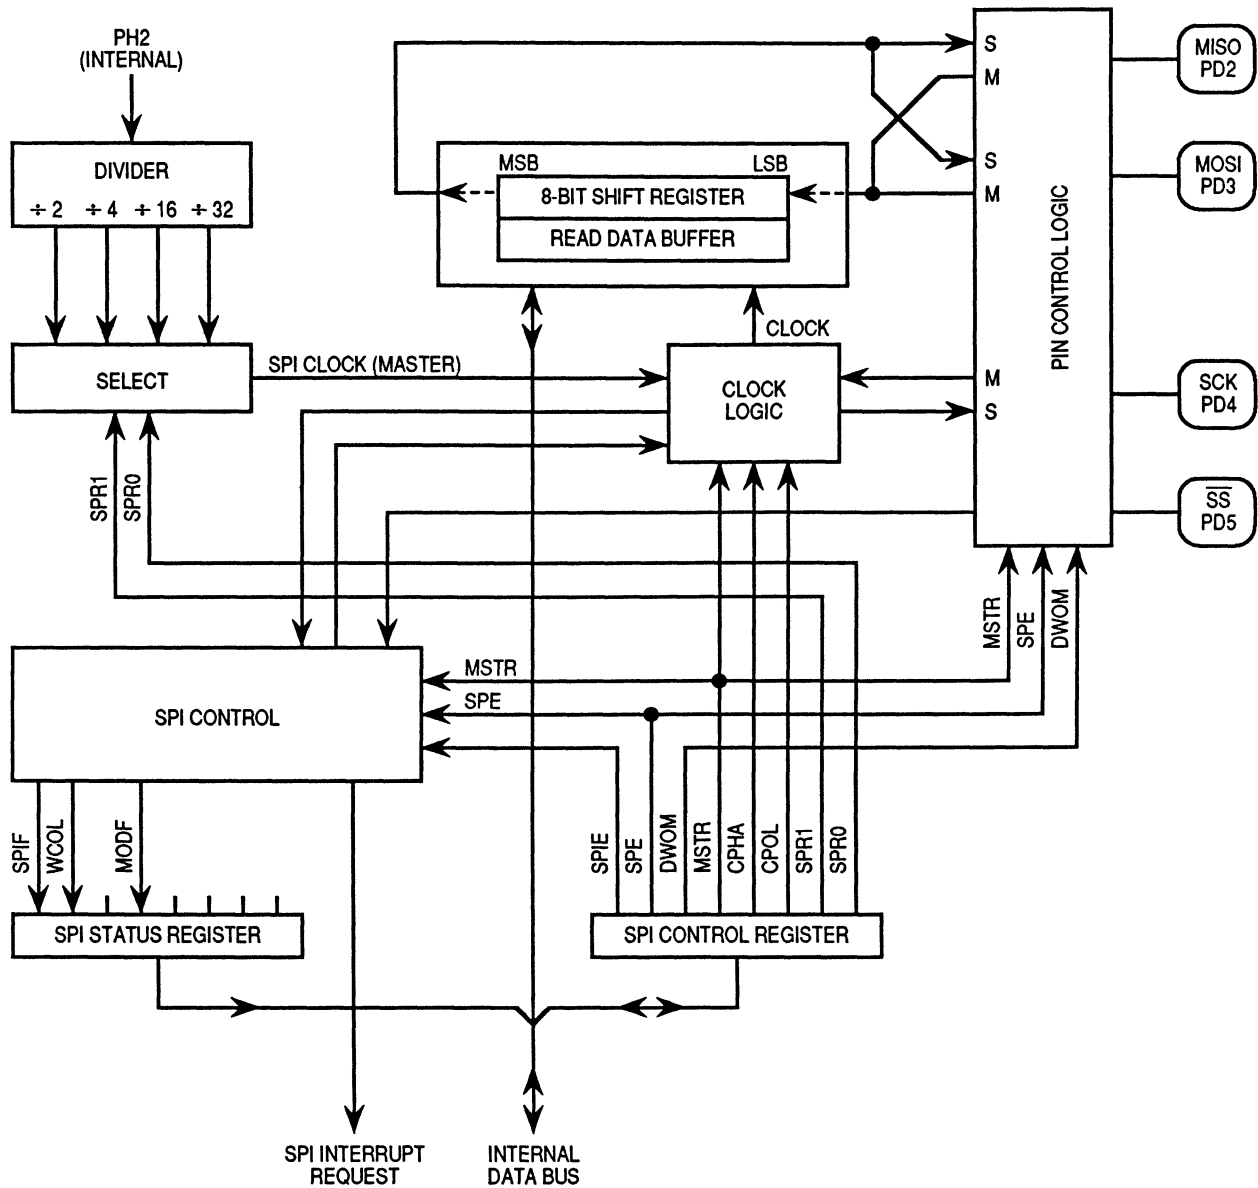 PH2
(INTERNAL)
DIVIDER
÷ 2 ÷ 4 ÷ 16 ÷ 32
SELECT
SPI CLOCK (MASTER)
SPR1
SPR0
MSB LSB
8-BIT SHIFT REGISTER
READ DATA BUFFER
CLOCK
CLOCK
LOGIC
S
M
S
M
M
S
PIN CONTROL LOGIC
MISO
PD2
MOSI
PD3
SCK
PD4
SS
PD5
MSTR
SPE
DWOM
MSTR
SPE
SPI CONTROL
SPIF
WCOL
MODF
SPIE
SPE
DWOM
MSTR
CPHA
CPOL
SPR1
SPR0
SPI STATUS REGISTER
SPI CONTROL REGISTER
SPI INTERRUPT
REQUEST
INTERNAL
DATA BUS